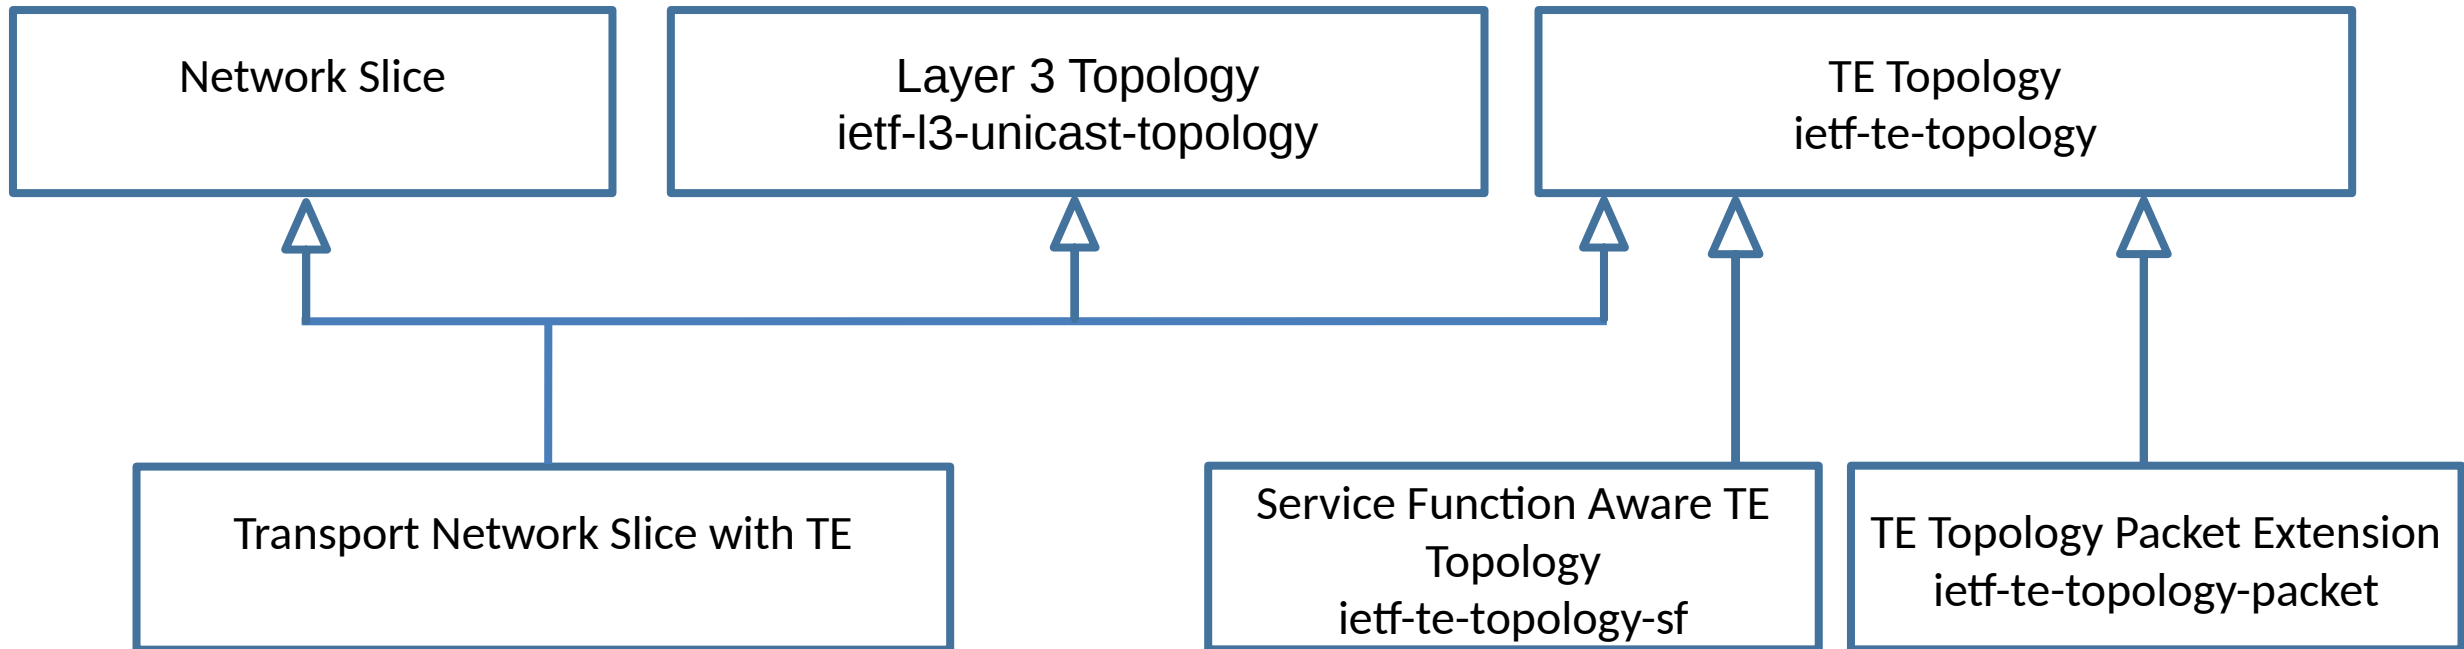 Network Slice
Layer 3 Topology
ietf-l3-unicast-topology
TE Topology
ietf-te-topology
Transport Network Slice with TE
Service Function Aware TE
Topology
ietf-te-topology-sf
TE Topology Packet Extension
ietf-te-topology-packet